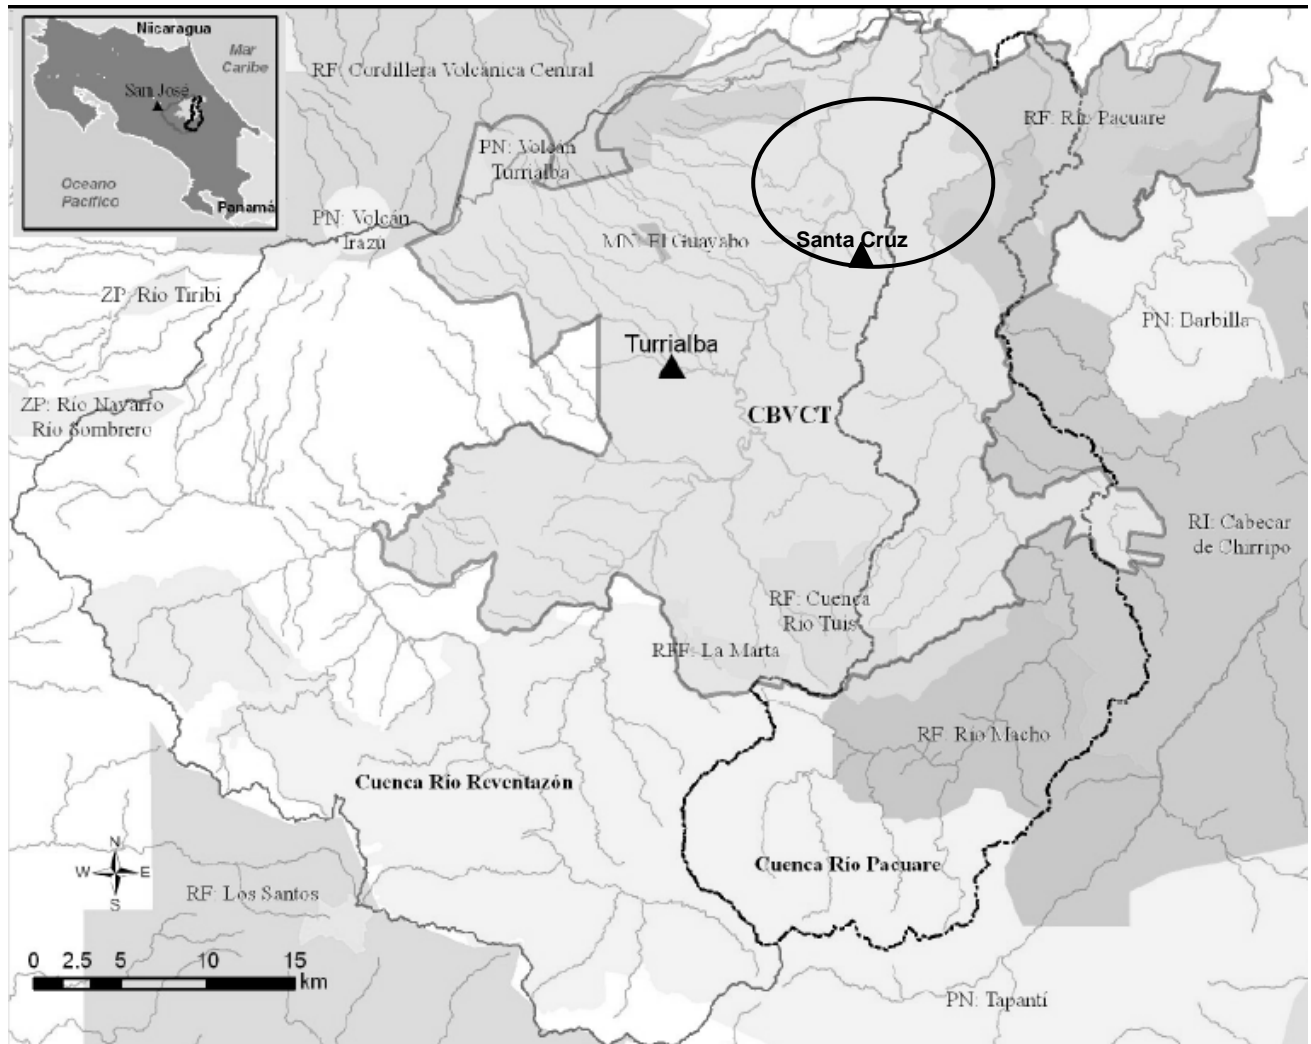 Niicaragua
Mar
Caribe
San José
Oceano
Pacífico
Panamá
RF: Cordillera Volcánica Central
PN: Volcán
Turrialba
RF: Río Pacuare
PN: Volcán
Irazú
MN: El Guayabo
Santa Cruz
ZP: Río Tiribi
PN: Barbilla
Turrialba
ZP: Río Navarro
Río Sombrero
CBVCT
RI: Cabecar
de Chirripo
RF: Cuenca
Río Tuis
RFF: La Marta
RF: Río Macho
Cuenca Río Reventazón
Cuenca Río Pacuare
N
W
E
S
RF: Los Santos
0 2.5 5 10 15
km
PN: Tapantí